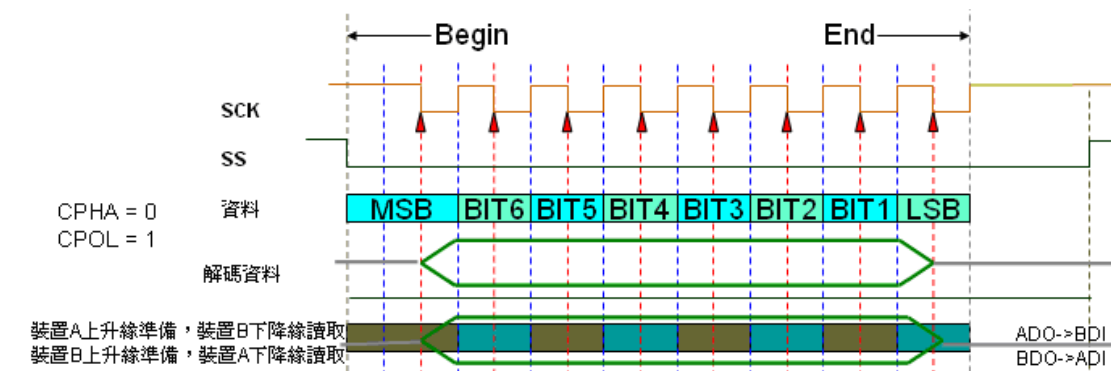 Begin End
SCK
SS
CPHA = 0
CPOL = 1
資料 MSB BIT6 BIT5 BIT4 BIT3 BIT2 BIT1 LSB
解碼資料
裝置A上升緣準備，裝置B下降緣讀取 ADO->BDI
裝置B上升緣準備，裝置A下降緣讀取 BDO->ADI